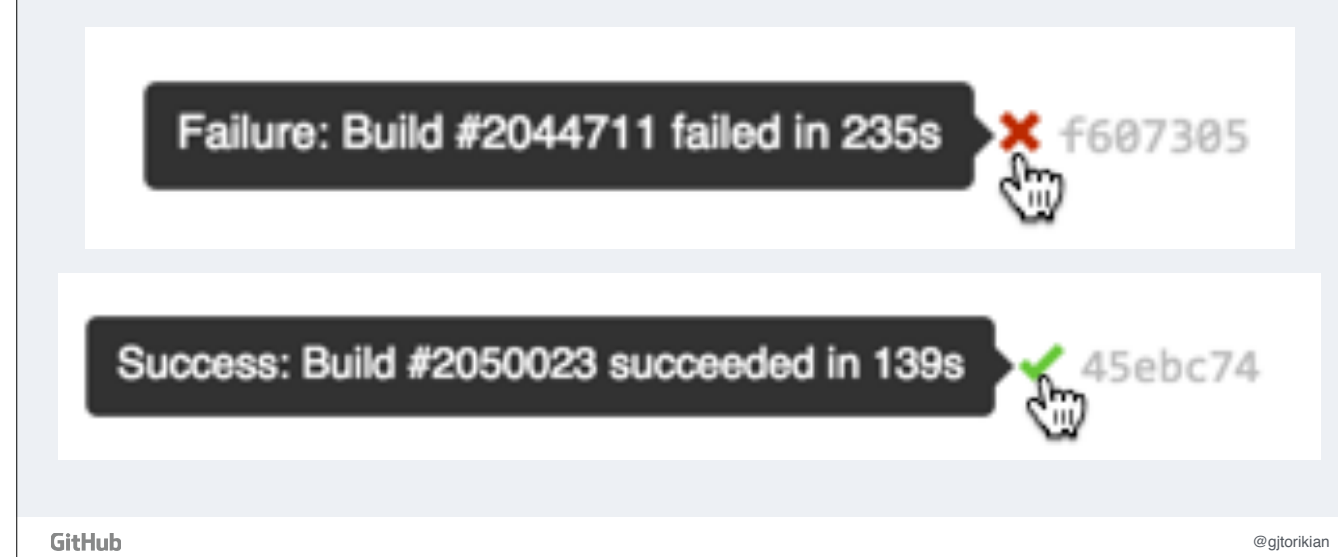 Failure: Build #2044711 failed in 235s f607305
Success: Build #2050023 succeeded in 139s 45ebc74
GitHub @gjtorikian